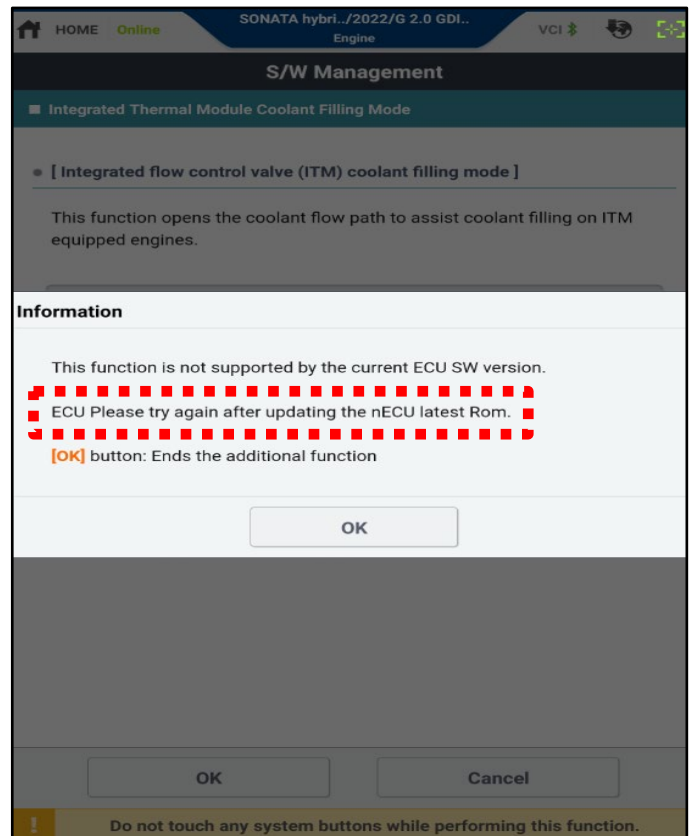 HOME Online SONATA hybri../2022/G 2.0 GDI.. VCI
Engine
S/W Management
Integrated Thermal Module Coolant Filling Mode
[ Integrated flow control valve (ITM) coolant filling mode ]
This function opens the coolant flow path to assist coolant filling on ITM
equipped engines.
Information
This function is not supported by the current ECU SW version.
ECU Please try again after updating the nECU latest Rom.
[OK] button: Ends the additional function
OK
OK Cancel
! Do not touch any system buttons while performing this function.